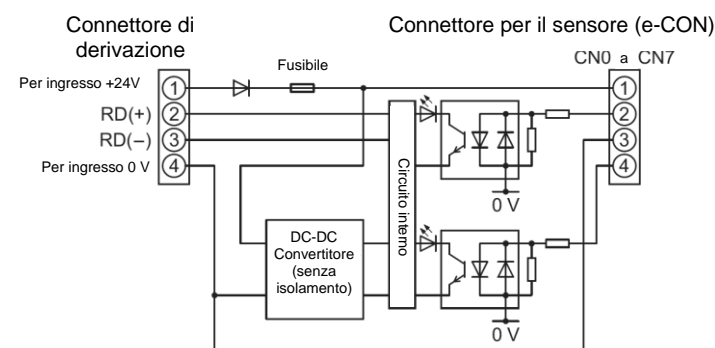 Connettore di
derivazione
Connettore per il sensore (e-CON)
CN0 a CN7
Fusibile
Per ingresso +24V
1
1
RD(+)
2
2
RD(−)
3
3
Per ingresso 0 V
4
4
Circuito interno
0 V
DC-DC
Convertitore
(senza
isolamento)
0 V